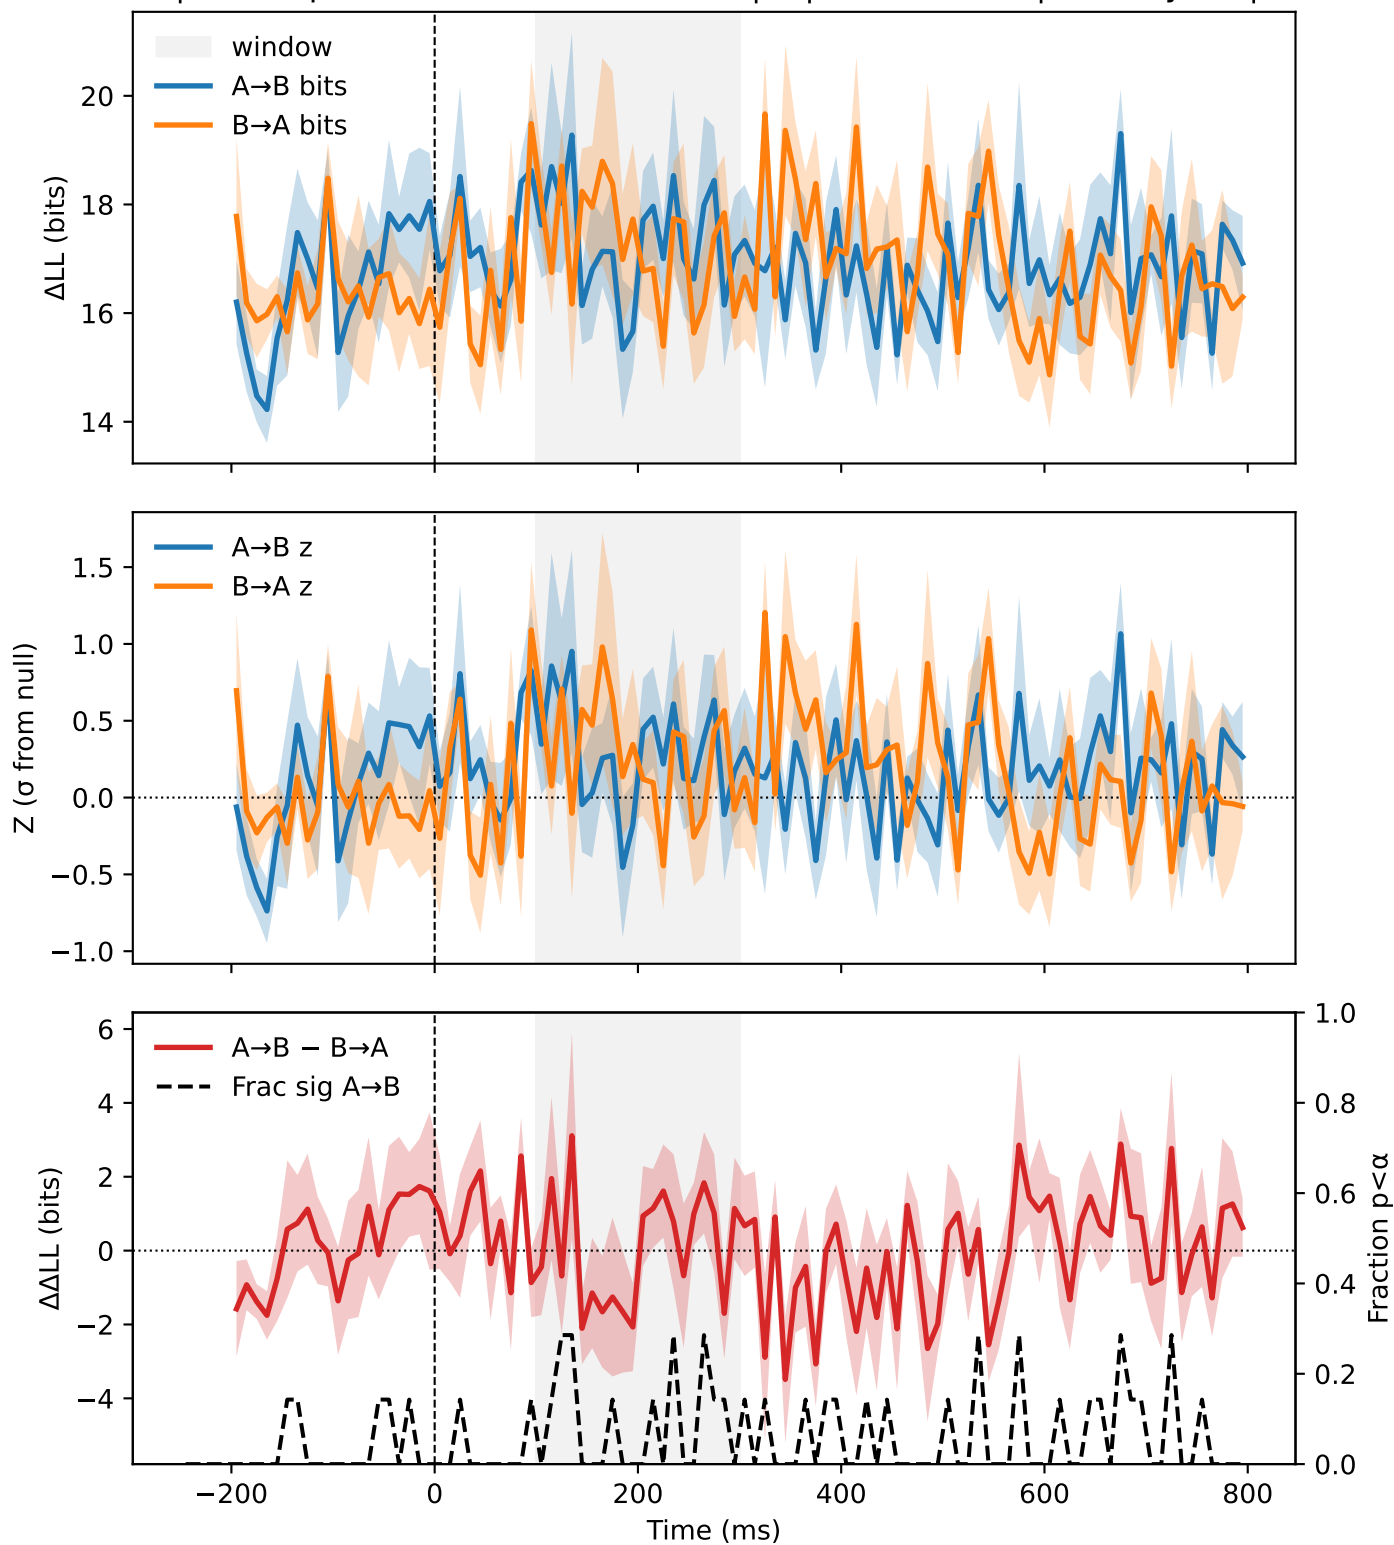 window
A→B bits
B→A bits
ΔLL (bits)
20
18
16
14
A→B z
B→A z
Z (σ from null)
1.5
1.0
0.5
0.0
−0.5
−1.0
A→B − B→A
Frac sig A→B
ΔΔLL (bits)
6
4
2
0
−2
−4
1.0
0.8
0.6
0.4
0.2
0.0
Fraction p<α
−200
0
200
400
600
800
Time (ms)